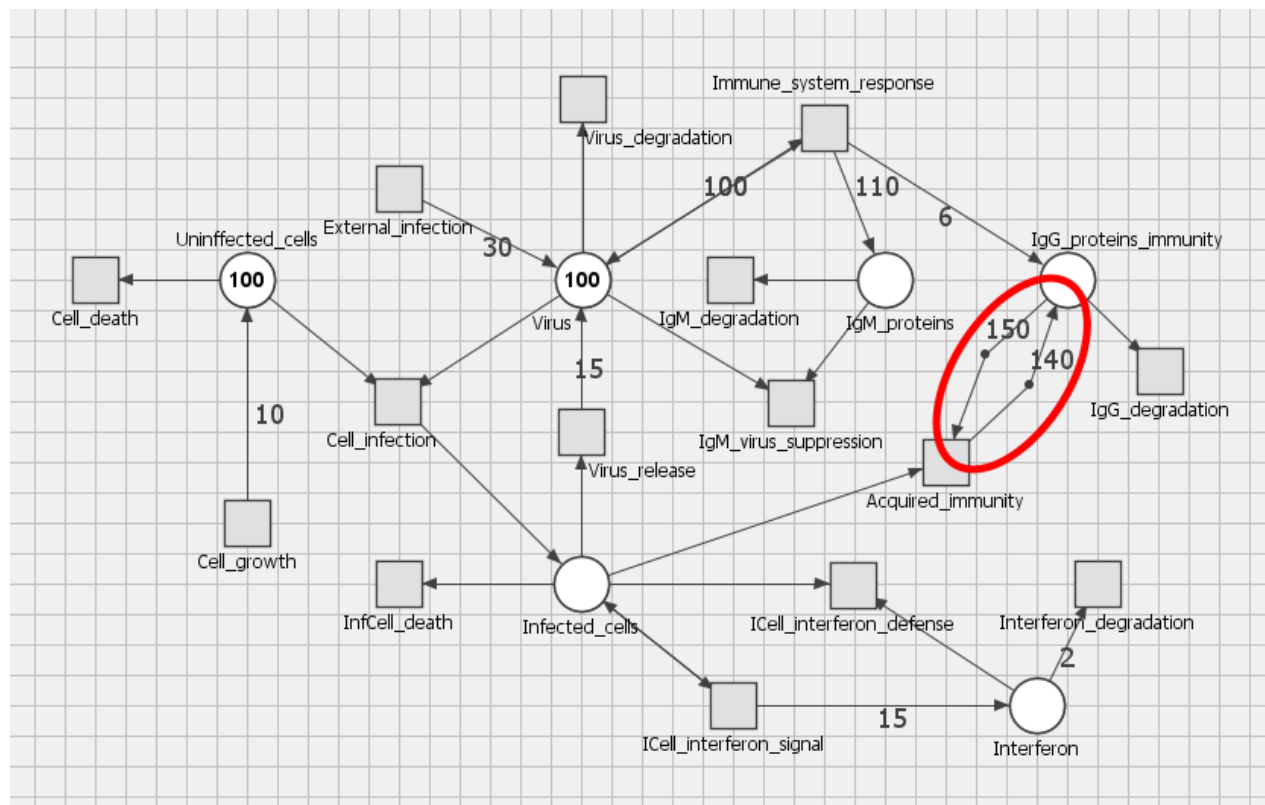 Immune_system_response
Virus_degradation
100
110
6
External_infection
30
Uninffected_cells
IgG_proteins_immunity
100
100
Cell_death
Virus
IgM_degradation
IgM_proteins
150
140
15
IgG_degradation
10
Cell_infection
IgM_virus_suppression
Virus_release
Acquired_immunity
Cell_growth
InfCell_death
Infected_cells
ICell_interferon_defense
Interferon_degradation
2
15
ICell_interferon_signal
Interferon